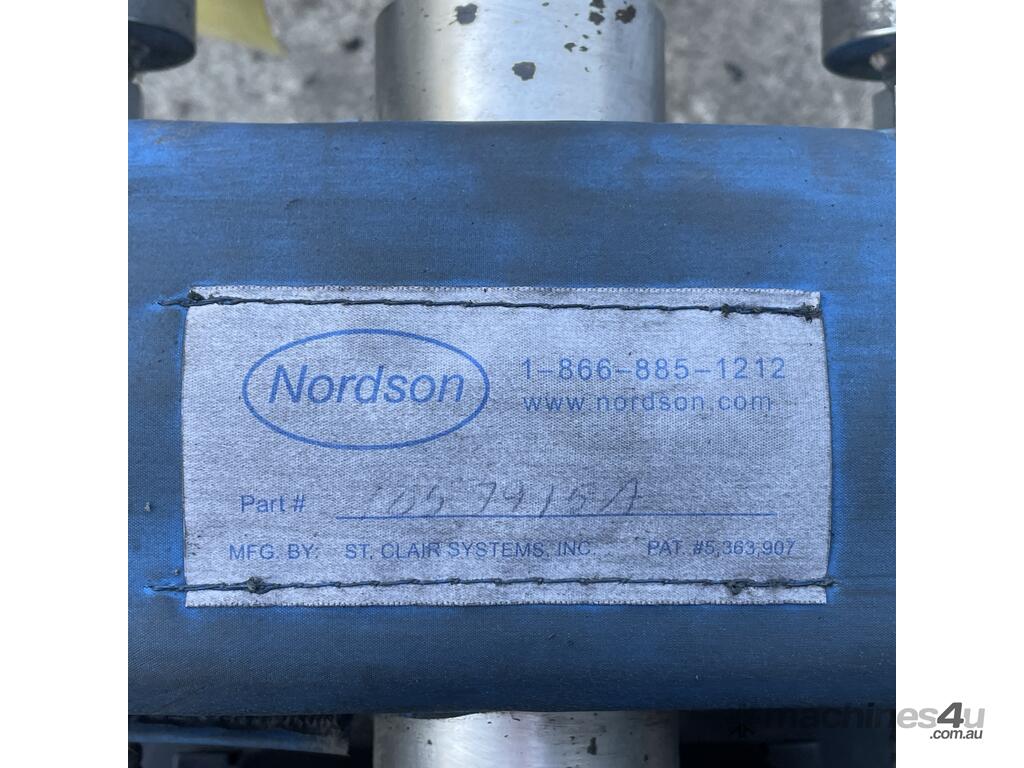 Nordson
1-866-885-1212
www.nordson.com
Part # 1057415A
MFG. BY: ST. CLAIR SYSTEMS, INC. PAT. #5,363,907
machines4u
.com.au